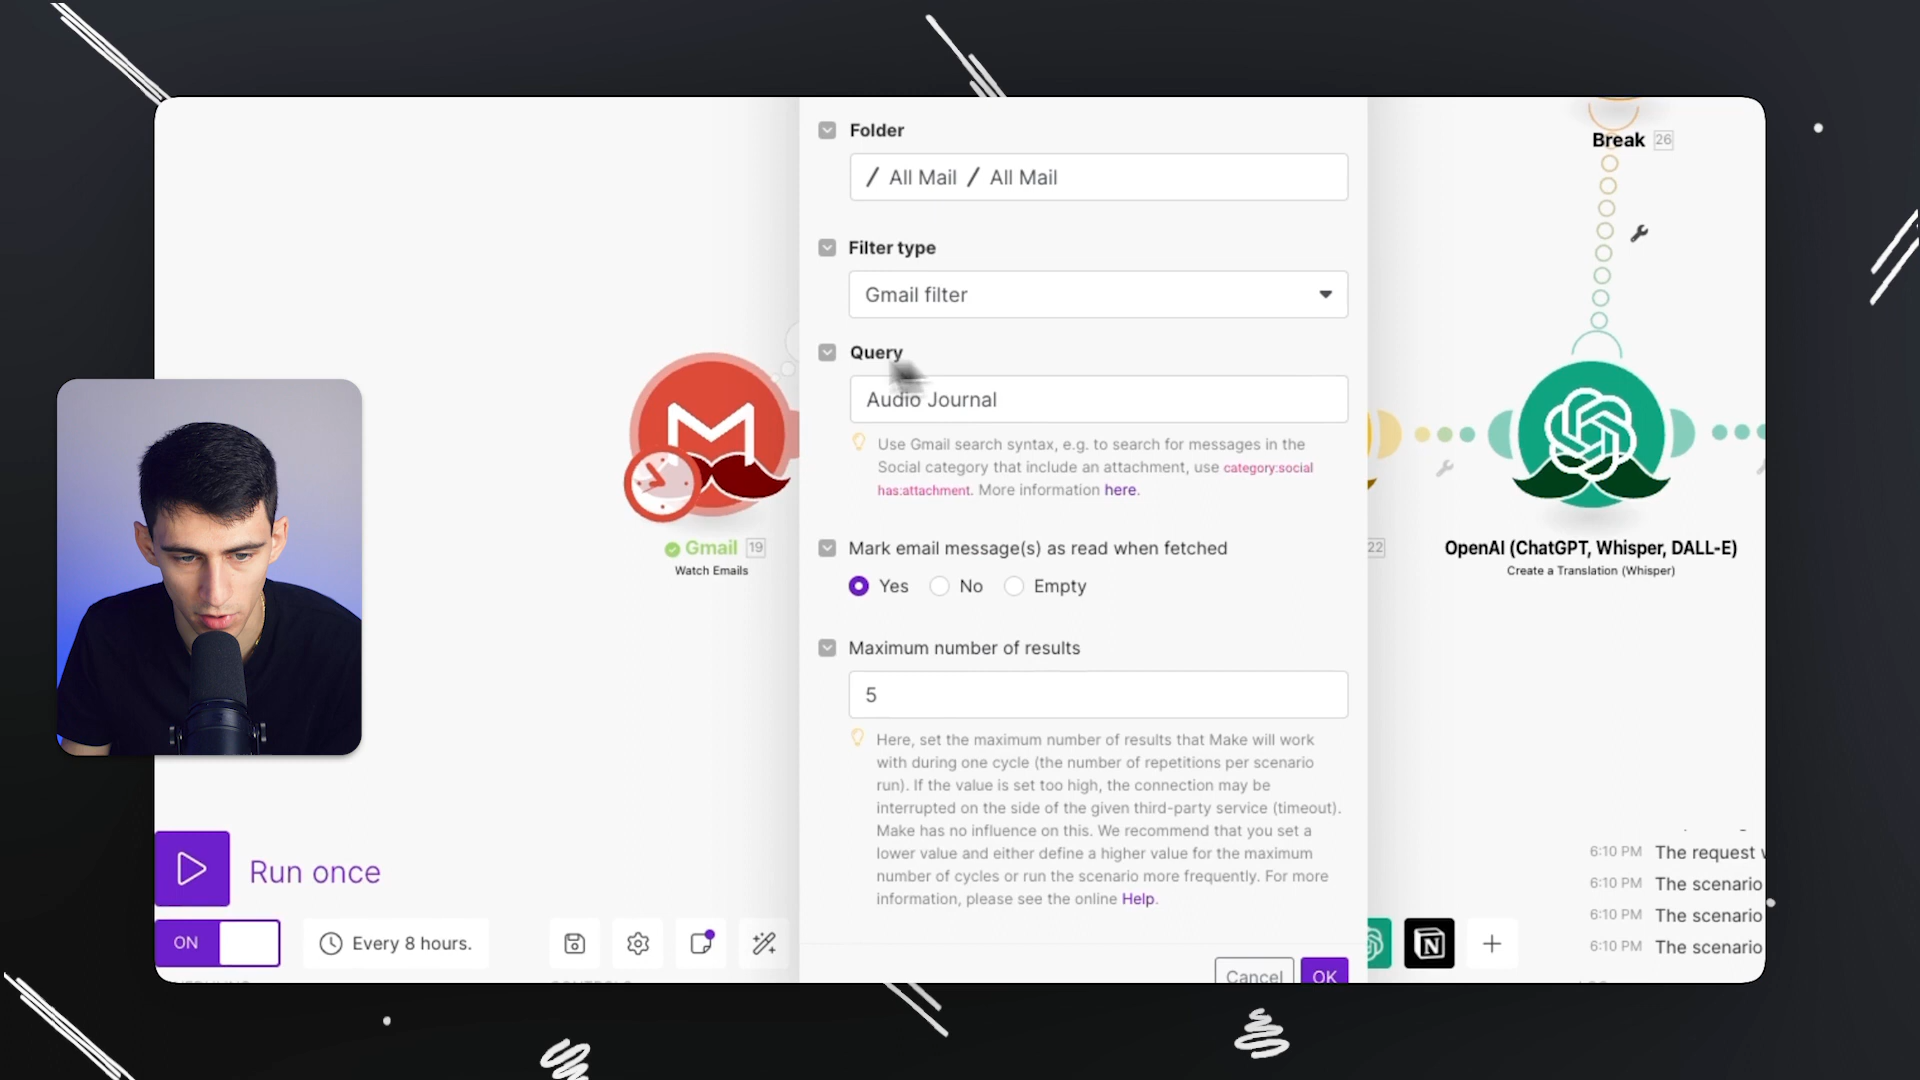 Folder
/ All Mail / All Mail
Filter type
Gmail filter
Query
Audio Journal
Use Gmail search syntax, e.g. to search for messages in the
Social category that include an attachment, use category:social
has:attachment. More information here.
Mark email message(s) as read when fetched
Yes No Empty
Maximum number of results
5
Here, set the maximum number of results that Make will work
with during one cycle (the number of repetitions per scenario
run). If the value is set too high, the connection may be
interrupted on the side of the given third-party service (timeout).
Make has no influence on this. We recommend that you set a
lower value and either define a higher value for the maximum
number of cycles or run the scenario more frequently. For more
information, please see the online Help.
Cancel OK
Gmail 19
Watch Emails
Break 26
22
OpenAI (ChatGPT, Whisper, DALL-E)
Create a Translation (Whisper)
Run once
ON
Every 8 hours.
6:10 PM The request
6:10 PM The scenario
6:10 PM The scenario
6:10 PM The scenario